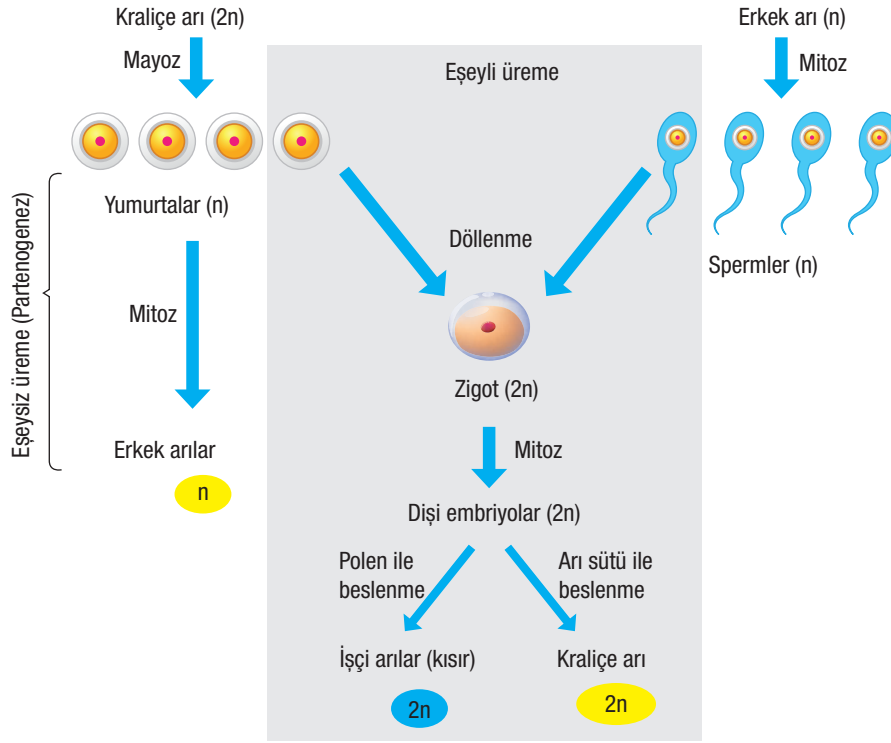 Kraliçe arı (2n)
Mayoz
Erkek arı (n)
Mitoz
Eşeyli üreme
Yumurtalar (n)
Döllenme
Spermler (n)
Eşeysiz üreme (Partenogenez)
Mitoz
Zigot (2n)
Erkek arılar
n
Mitoz
Dişi embriyolar (2n)
Polen ile
beslenme
Arı sütü ile
beslenme
İşçi arılar (kısır)
2n
Kraliçe arı
2n